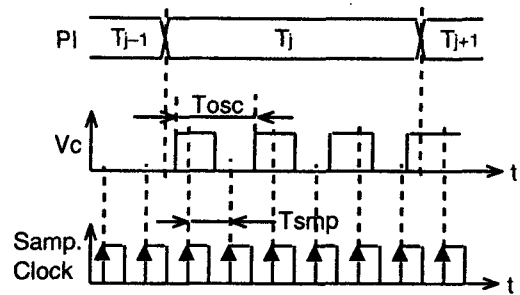 PI Tj–1 Tj Tj+1
Tosc
Vc t
Tsmp
Samp.
Clock t